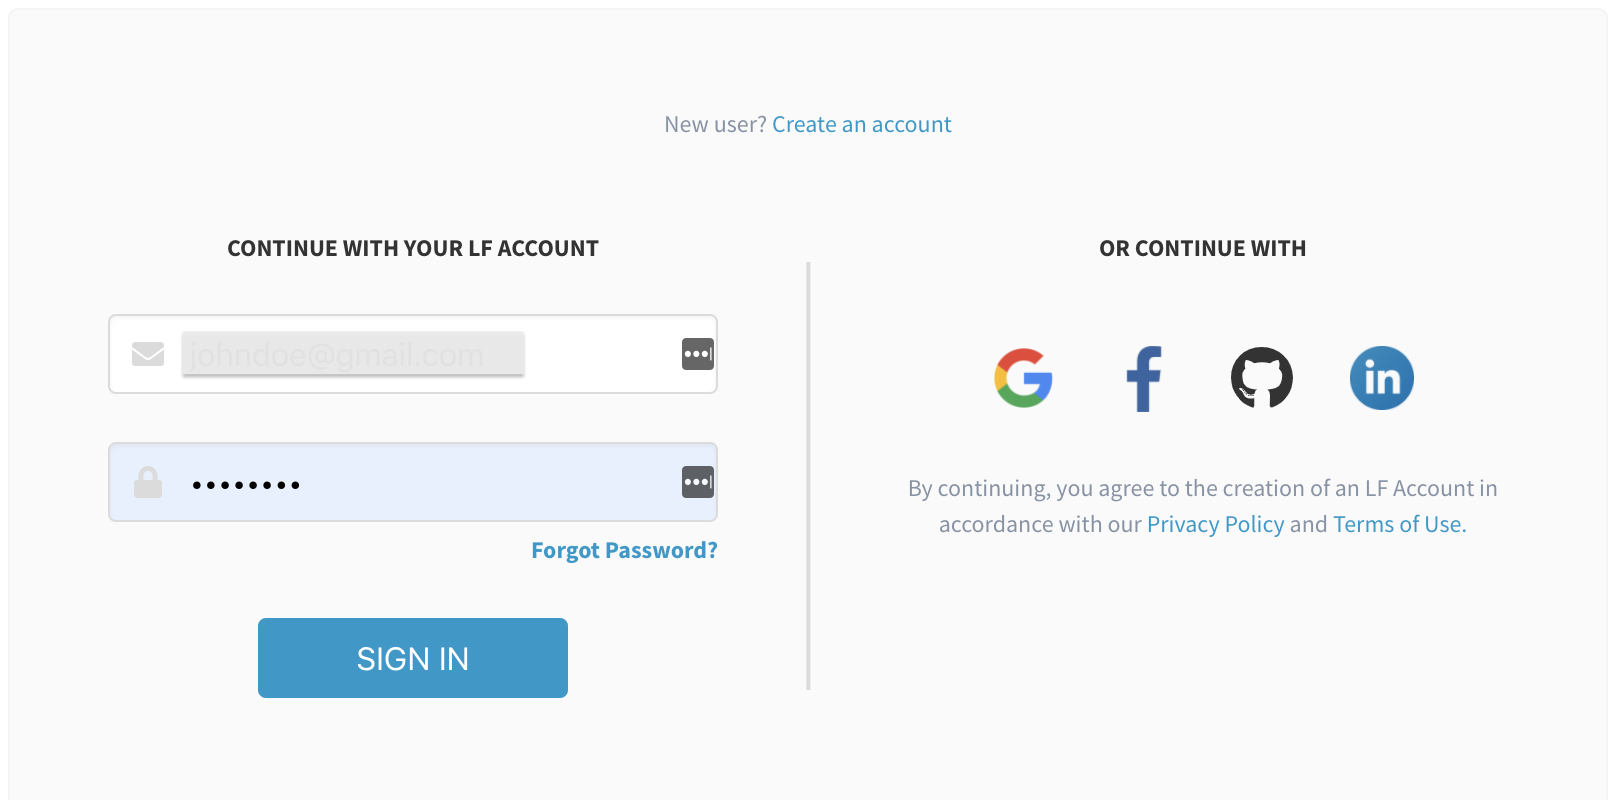 New user? Create an account
CONTINUE WITH YOUR LF ACCOUNT
johndoe@gmail.com
••••••••
Forgot Password?
SIGN IN
OR CONTINUE WITH
By continuing, you agree to the creation of an LF Account in
accordance with our Privacy Policy and Terms of Use.